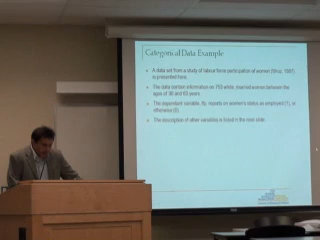 Categorical Data Example
A data set from a study of labour force participation of women (Mroz, 1987)
is presented here.
The data contain information on 753 white, married women between the
ages of 30 and 60 years.
The dependent variable, lfp, reports on women's status as employed (1), or
otherwise (0).
The description of other variables is listed in the next slide.